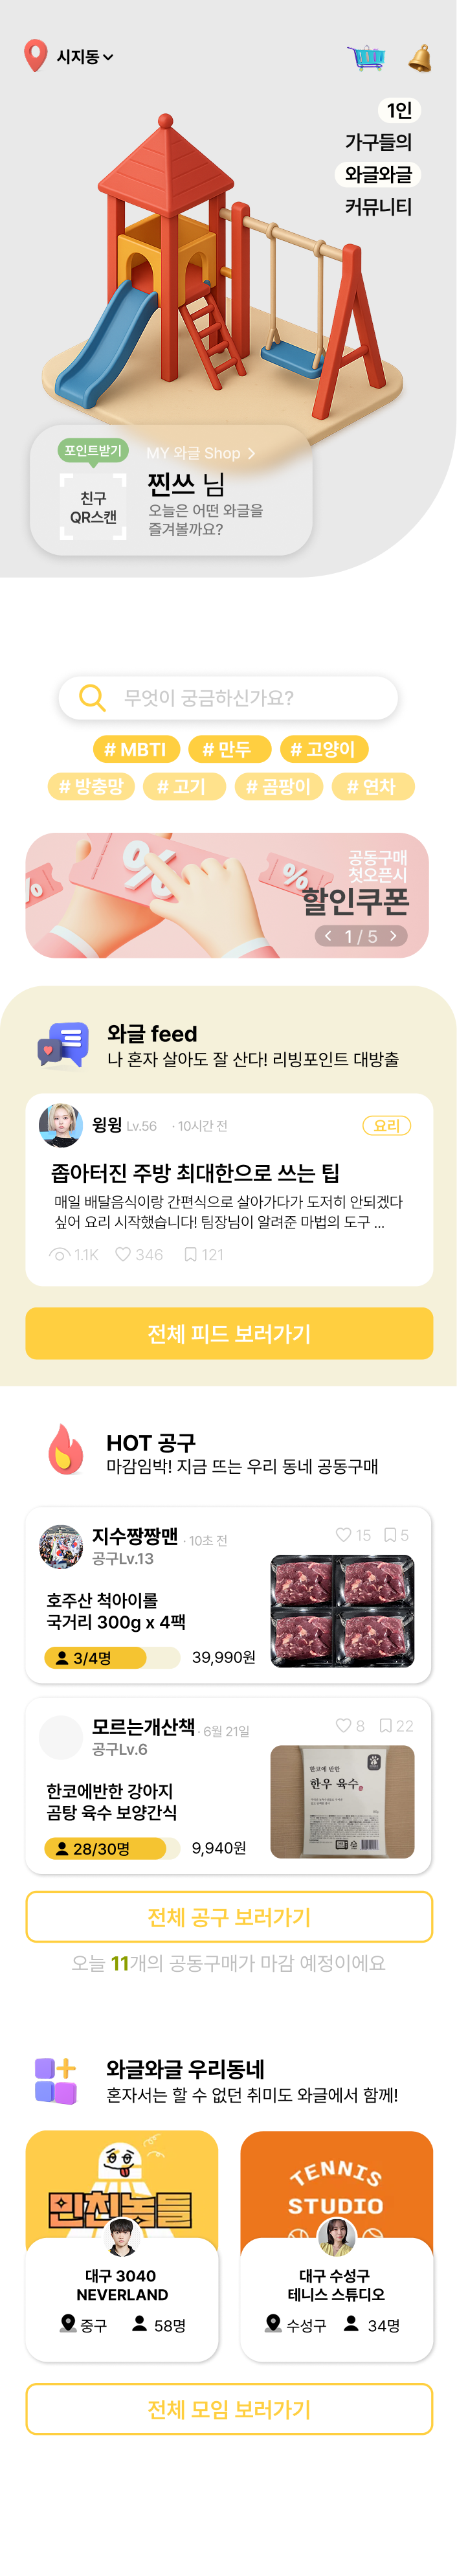 시지동
1인
가구들의
와글와글
커뮤니티
포인트받기
친구
QR스캔
MY 와글 Shop
찐쓰 님
오늘은 어떤 와글을
즐겨볼까요?
무엇이 궁금하신가요?
# MBTI # 만두 # 고양이
# 방충망 # 고기 # 곰팡이 # 연차
%
%
%
공동구매
첫오픈시
할인쿠폰
1 / 5
와글 feed
나 혼자 살아도 잘 산다! 리빙포인트 대방출
윙윙 Lv.56 · 10시간 전 요리
좁아터진 주방 최대한으로 쓰는 팁
매일 배달음식이랑 간편식으로 살아가다가 도저히 안되겠다
싶어 요리 시작했습니다! 팀장님이 알려준 마법의 도구 ...
1.1K 346 121
전체 피드 보러가기
HOT 공구
마감임박! 지금 뜨는 우리 동네 공동구매
지수짱짱맨 · 10초 전 15 5
공구Lv.13
호주산 척아이롤
국거리 300g x 4팩
3/4명 39,990원
모르는개산책 · 6월 21일 8 22
공구Lv.6
한코에반한 강아지
곰탕 육수 보양간식
28/30명 9,940원
한코에 반한
한우 육수
전체 공구 보러가기
오늘 11개의 공동구매가 마감 예정이에요
와글와글 우리동네
혼자서는 할 수 없던 취미도 와글에서 함께!
민친놈들
대구 3040
NEVERLAND
중구 58명
TENNIS
STUDIO
대구 수성구
테니스 스튜디오
수성구 34명
전체 모임 보러가기